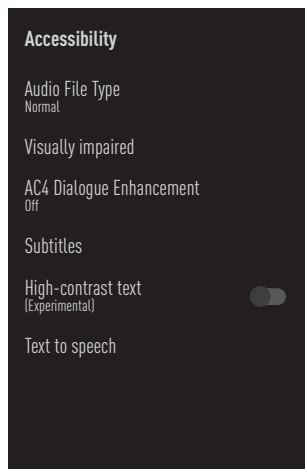 Accessibility
Audio File Type
Normal
Visually impaired
AC4 Dialogue Enhancement
Off
Subtitles
High-contrast text
(Experimental)
Text to speech